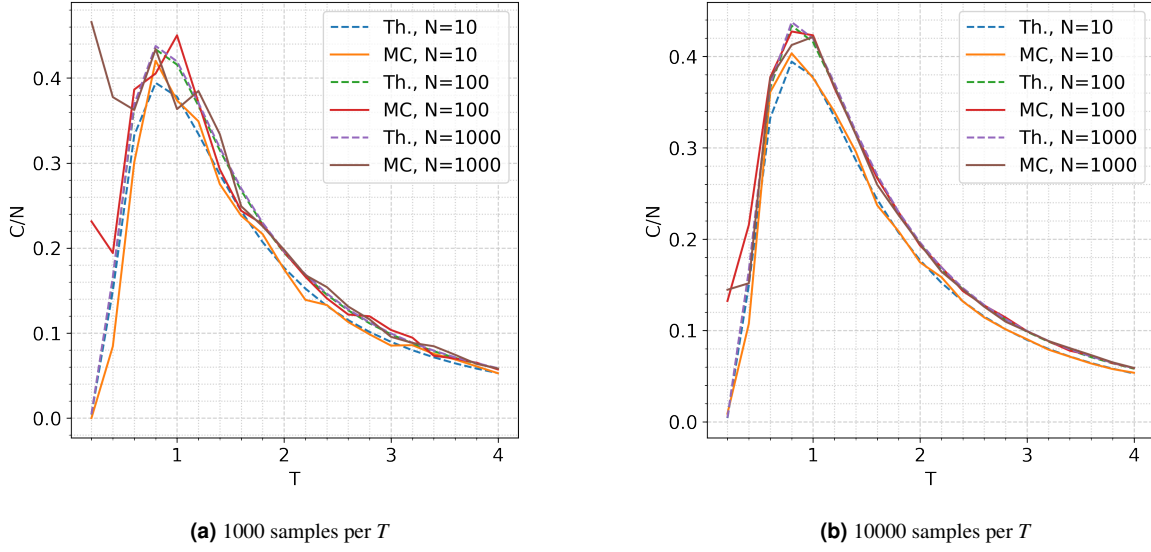 C/N
0.4
0.3
0.2
0.1
0.0
1
2
3
4
T
Th., N=10
MC, N=10
Th., N=100
MC, N=100
Th., N=1000
MC, N=1000
(a) 1000 samples per T
C/N
0.4
0.3
0.2
0.1
0.0
1
2
3
4
T
Th., N=10
MC, N=10
Th., N=100
MC, N=100
Th., N=1000
MC, N=1000
(b) 10000 samples per T